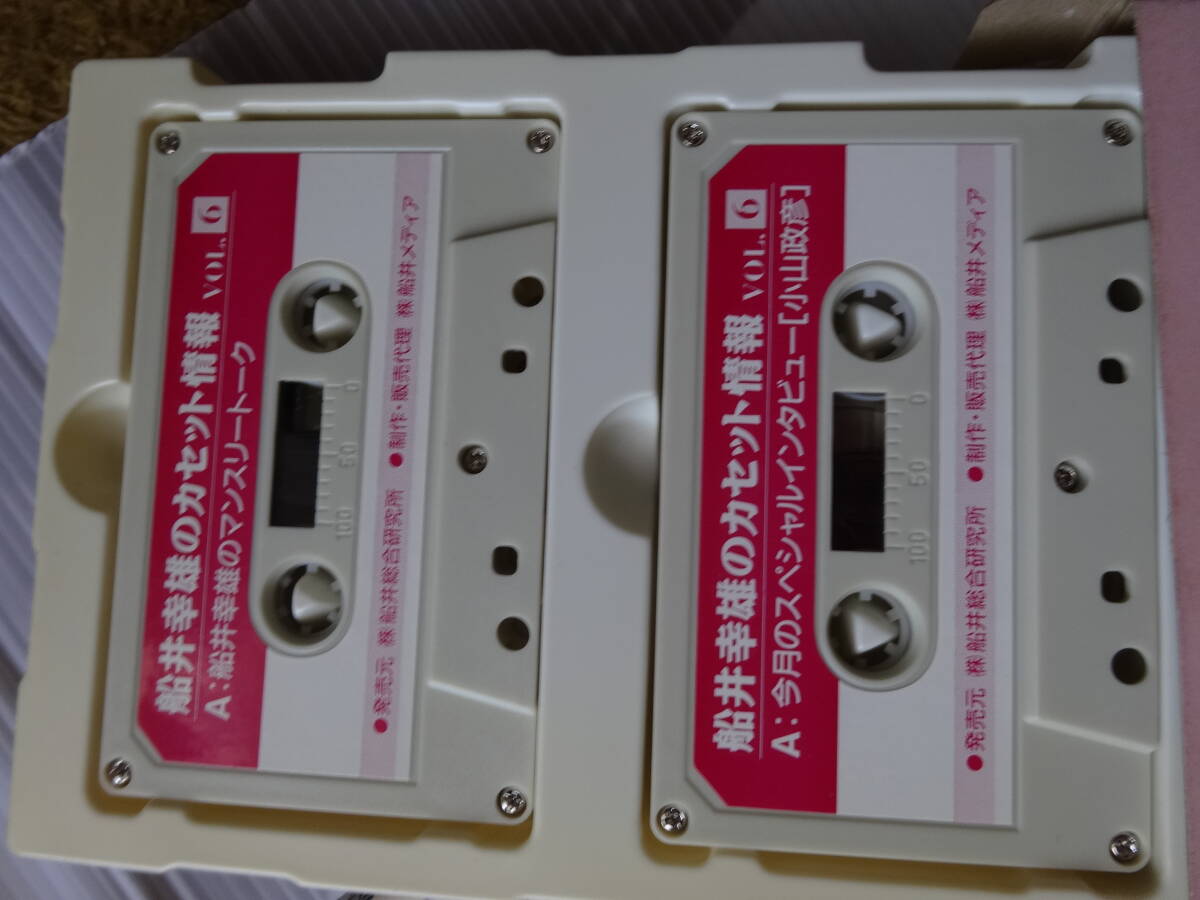 船井幸雄のカセット情報 VOL. 6
A:船井幸雄のマンスリートーク
0 50 100
●発売元 ㈱船井総合研究所 ●制作・販売代理 ㈱船井メディア
船井幸雄のカセット情報 VOL. 6
A:今月のスペシャルインタビュー[小山政彦]
0 50 100
●発売元 ㈱船井総合研究所 ●制作・販売代理 ㈱船井メディア